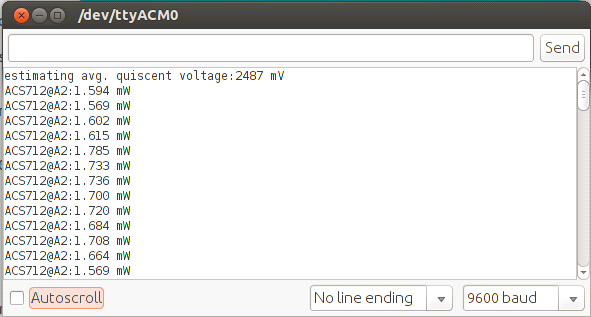 /dev/ttyACM0
Send
estimating avg. quiscent voltage:2487 mV
ACS712@A2:1.594 mW
ACS712@A2:1.569 mW
ACS712@A2:1.602 mW
ACS712@A2:1.615 mW
ACS712@A2:1.785 mW
ACS712@A2:1.733 mW
ACS712@A2:1.736 mW
ACS712@A2:1.700 mW
ACS712@A2:1.720 mW
ACS712@A2:1.684 mW
ACS712@A2:1.708 mW
ACS712@A2:1.664 mW
ACS712@A2:1.569 mW
Autoscroll
No line ending
9600 baud